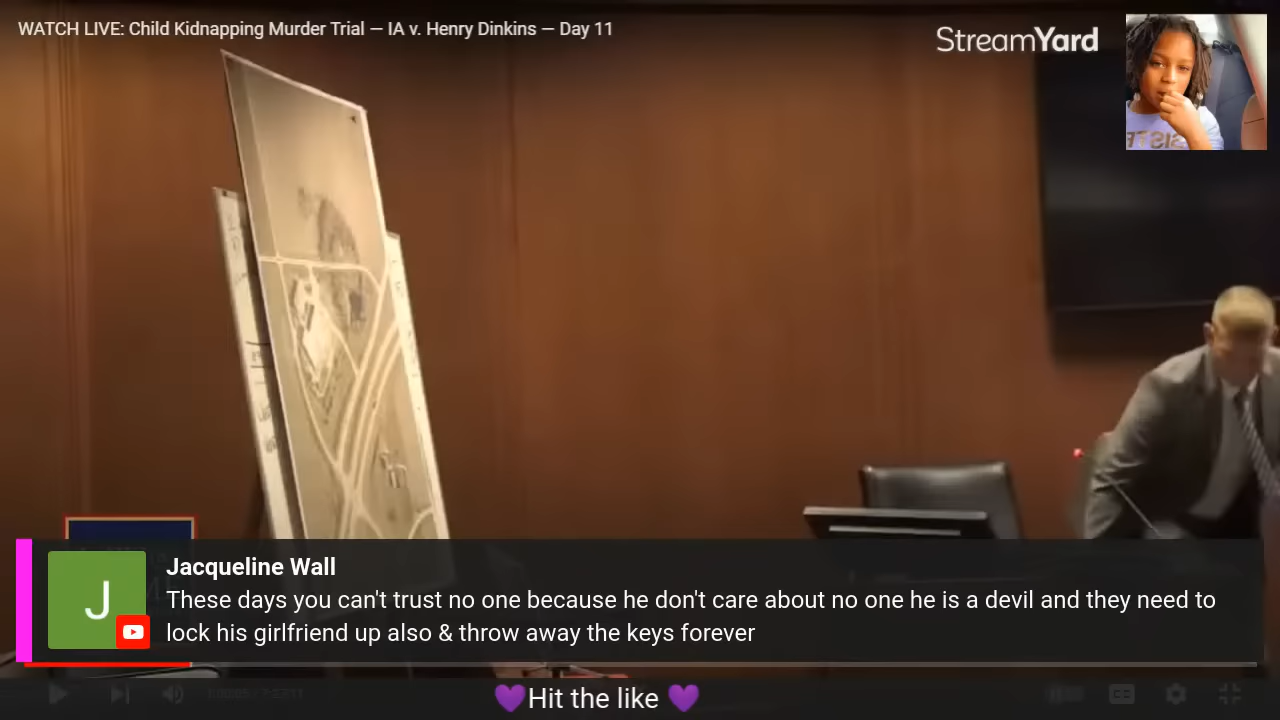 WATCH LIVE: Child Kidnapping Murder Trial — IA v. Henry Dinkins — Day 11
StreamYard
J
Jacqueline Wall
These days you can't trust no one because he don't care about no one he is a devil and they need to
lock his girlfriend up also & throw away the keys forever
💜Hit the like 💜
CC